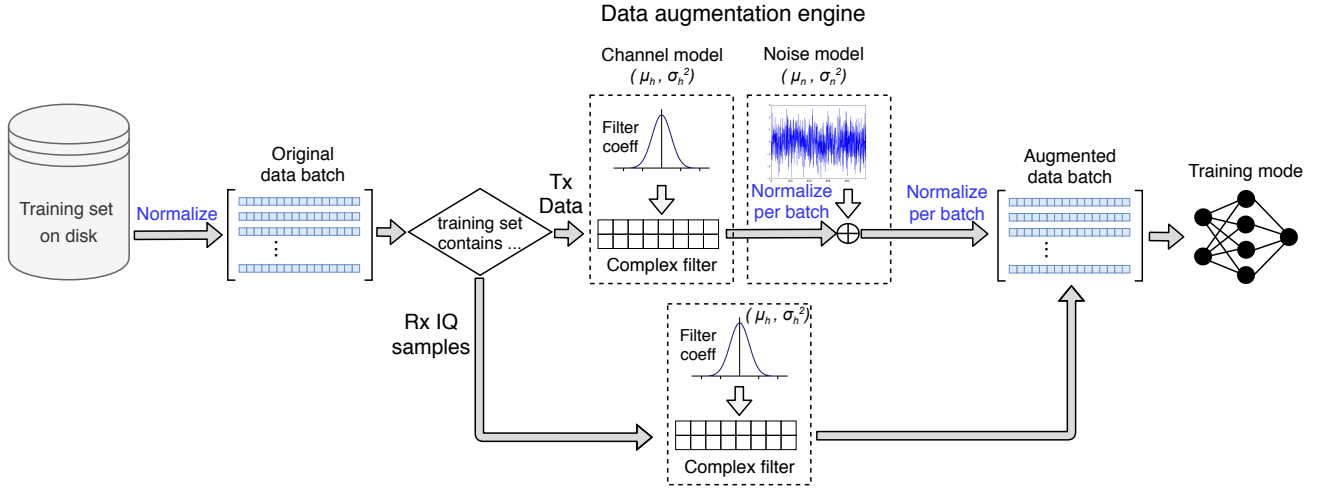 Data augmentation engine
Channel model
( μh , σh²)
Noise model
( μn , σn²)
Training set
on disk
Normalize
Original
data batch
training set
contains ...
Tx
Data
Filter
coeff
Complex filter
Normalize
per batch
Normalize
per batch
Augmented
data batch
Training mode
Rx IQ
samples
( μh , σh²)
Filter
coeff
Complex filter